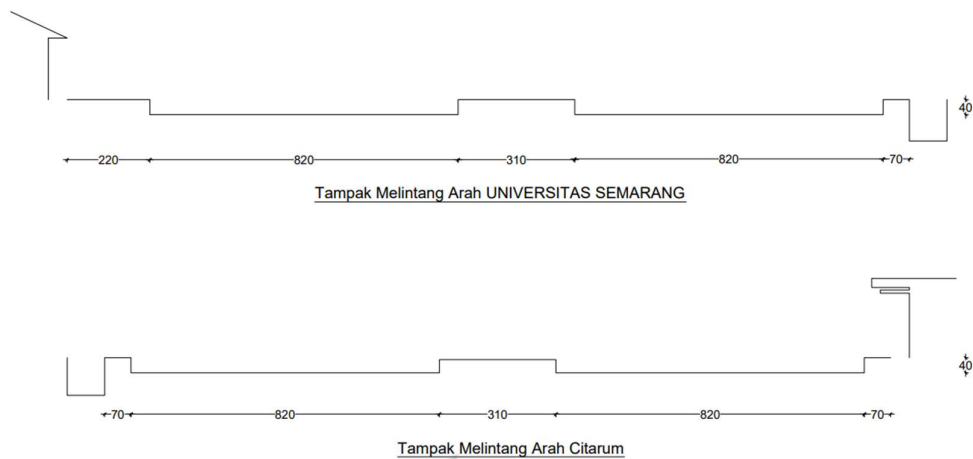 40
220 820 310 820 70
Tampak Melintang Arah UNIVERSITAS SEMARANG
40
70 820 310 820 70
Tampak Melintang Arah Citarum